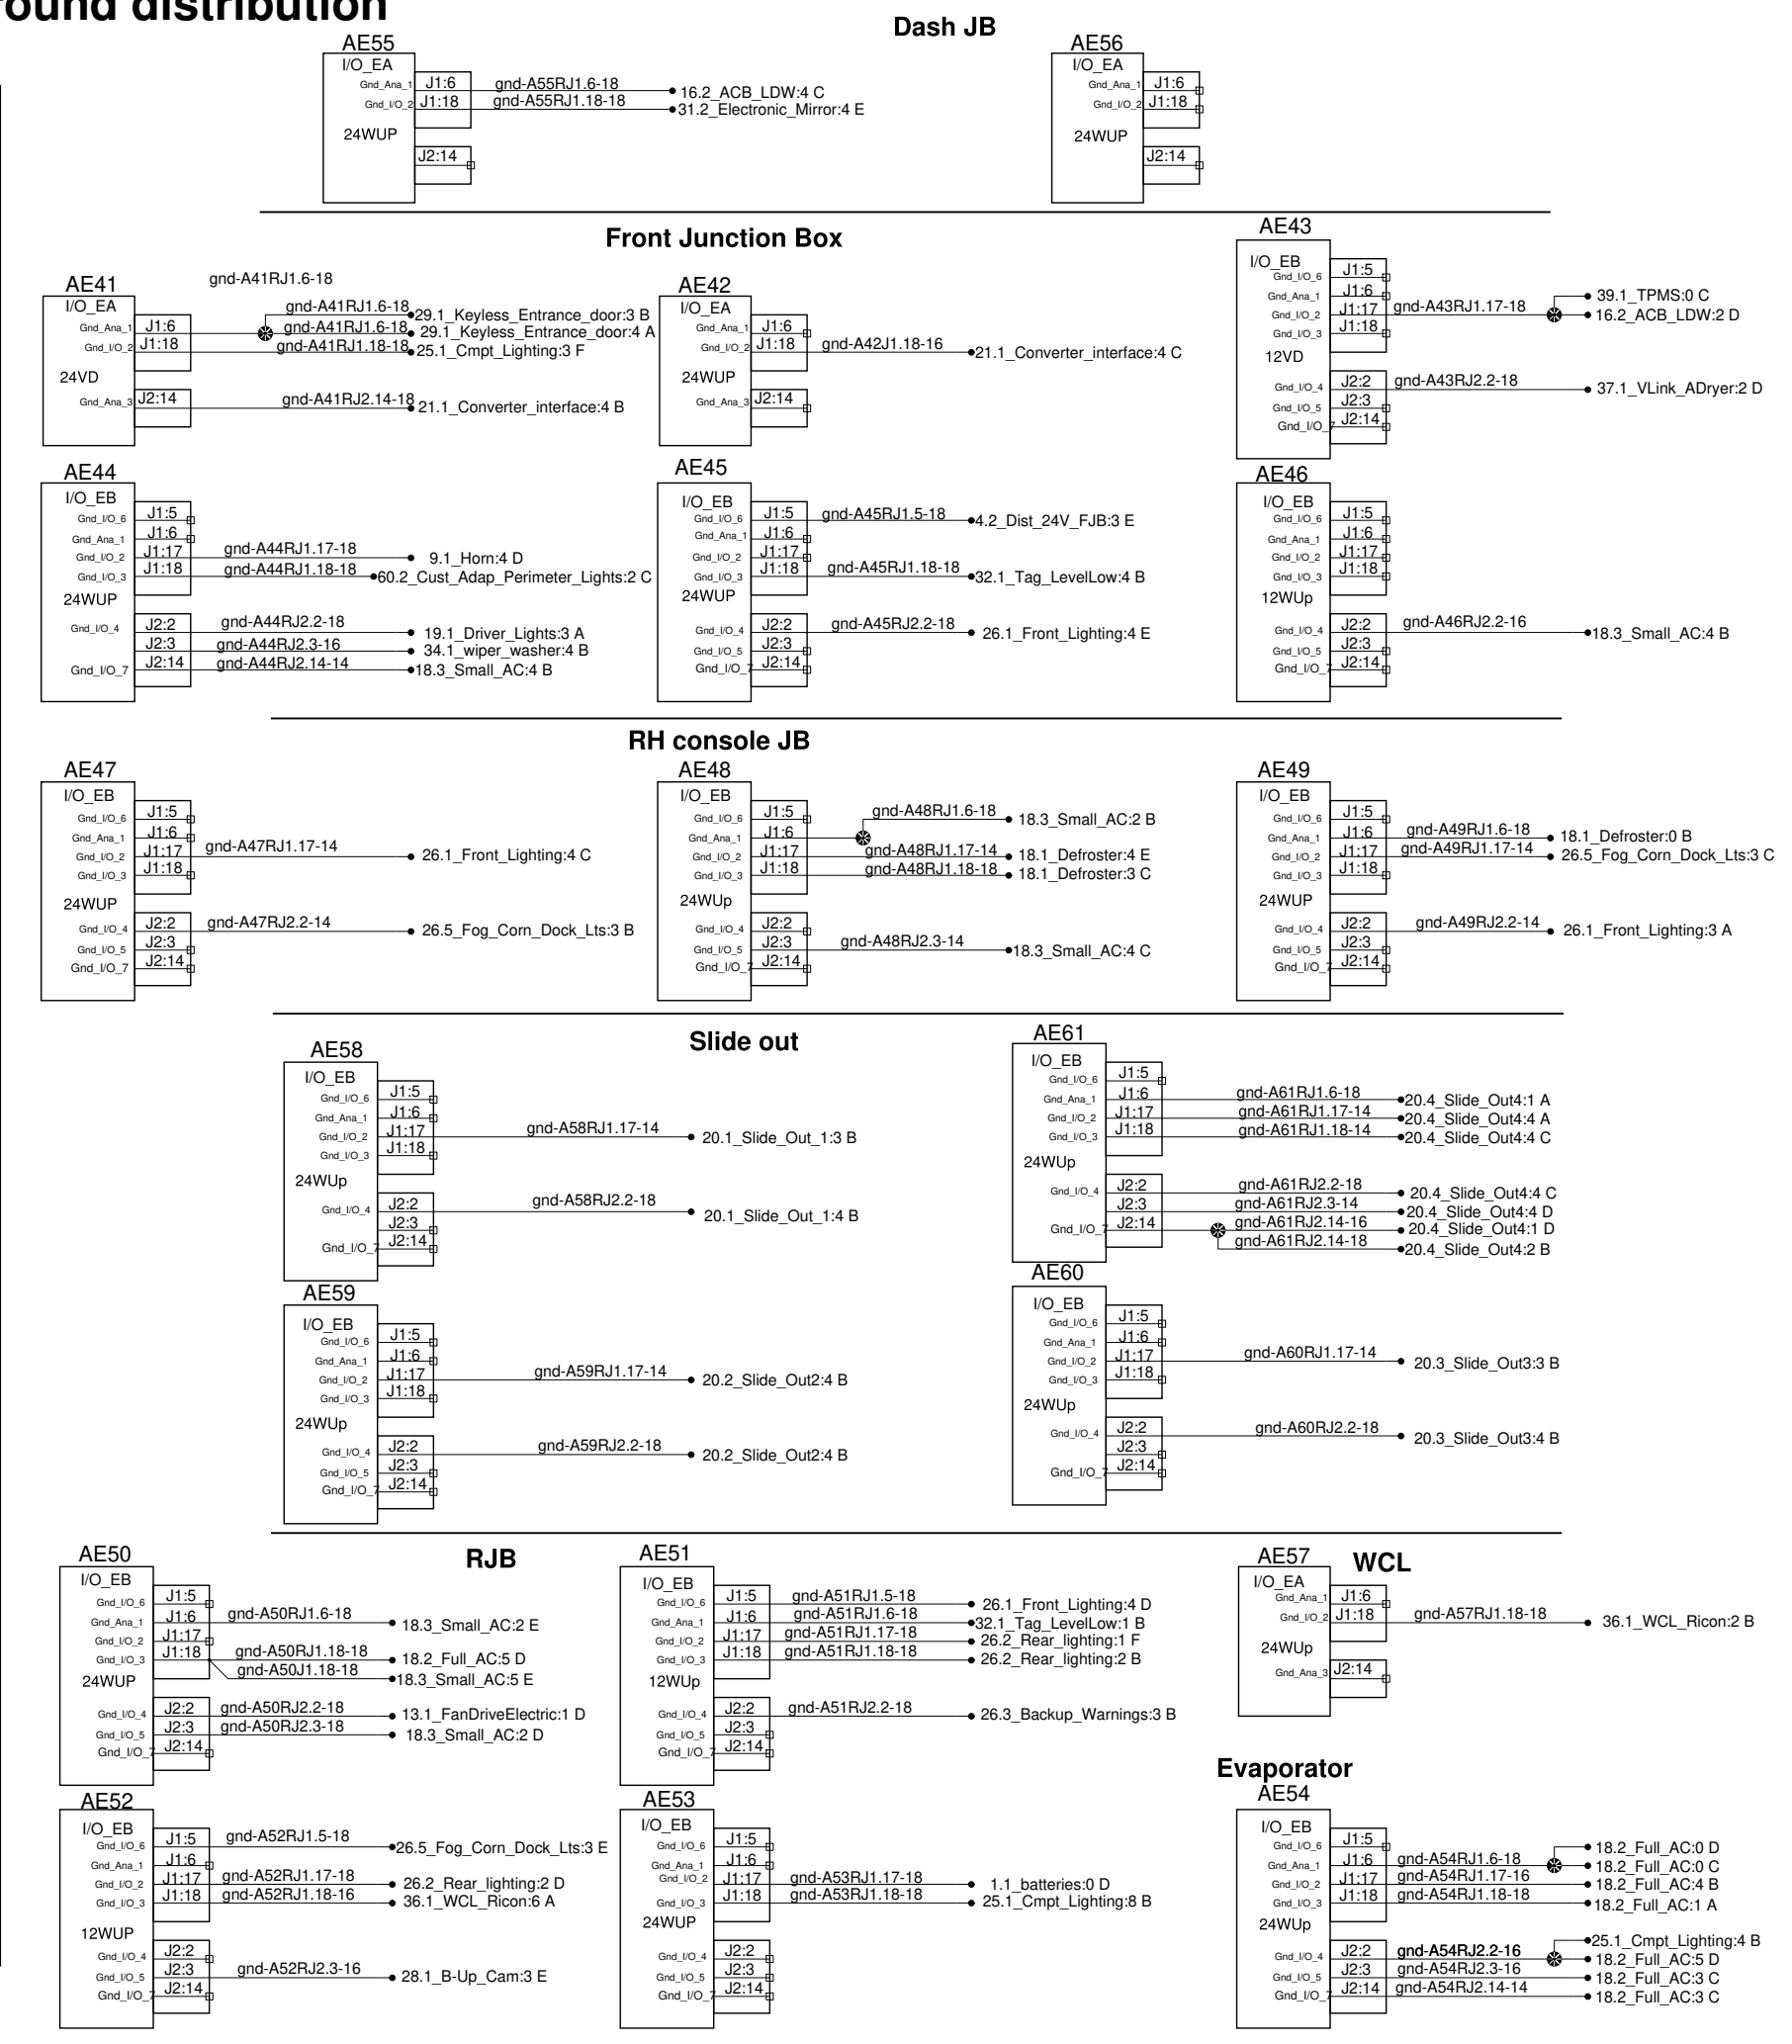 ound distribution
Dash JB
AE55
I/O_EA
Gnd_Ana_1 J1:6 gnd-A55RJ1.6-18 16.2_ACB_LDW:4 C
Gnd_I/O_2 J1:18 gnd-A55RJ1.18-18 31.2_Electronic_Mirror:4 E
24WUP
J2:14
AE56
I/O_EA
Gnd_Ana_1 J1:6
Gnd_I/O_2 J1:18
24WUP
J2:14
Front Junction Box
AE41
gnd-A41RJ1.6-18
I/O_EA
gnd-A41RJ1.6-18 29.1_Keyless_Entrance_door:3 B
Gnd_Ana_1 J1:6 gnd-A41RJ1.6-18 29.1_Keyless_Entrance_door:4 A
Gnd_I/O_2 J1:18 gnd-A41RJ1.18-18 25.1_Cmpt_Lighting:3 F
24VD
Gnd_Ana_3 J2:14 gnd-A41RJ2.14-18 21.1_Converter_interface:4 B
AE42
I/O_EA
Gnd_Ana_1 J1:6
Gnd_I/O_2 J1:18 gnd-A42J1.18-16 21.1_Converter_interface:4 C
24WUP
Gnd_Ana_3 J2:14
AE43
I/O_EB
Gnd_I/O_6 J1:5
Gnd_Ana_1 J1:6 39.1_TPMS:0 C
Gnd_I/O_2 J1:17 gnd-A43RJ1.17-18 16.2_ACB_LDW:2 D
Gnd_I/O_3 J1:18
12VD
Gnd_I/O_4 J2:2 gnd-A43RJ2.2-18 37.1_VLink_ADryer:2 D
Gnd_I/O_5 J2:3
Gnd_I/O_7 J2:14
AE44
I/O_EB
Gnd_I/O_6 J1:5
Gnd_Ana_1 J1:6
Gnd_I/O_2 J1:17 gnd-A44RJ1.17-18 9.1_Horn:4 D
Gnd_I/O_3 J1:18 gnd-A44RJ1.18-18 60.2_Cust_Adap_Perimeter_Lights:2 C
24WUP
Gnd_I/O_4 J2:2 gnd-A44RJ2.2-18 19.1_Driver_Lights:3 A
J2:3 gnd-A44RJ2.3-16 34.1_wiper_washer:4 B
Gnd_I/O_7 J2:14 gnd-A44RJ2.14-14 18.3_Small_AC:4 B
AE45
I/O_EB
Gnd_I/O_6 J1:5 gnd-A45RJ1.5-18 4.2_Dist_24V_FJB:3 E
Gnd_Ana_1 J1:6
Gnd_I/O_2 J1:17
Gnd_I/O_3 J1:18 gnd-A45RJ1.18-18 32.1_Tag_LevelLow:4 B
24WUP
Gnd_I/O_4 J2:2 gnd-A45RJ2.2-18 26.1_Front_Lighting:4 E
Gnd_I/O_5 J2:3
Gnd_I/O_7 J2:14
AE46
I/O_EB
Gnd_I/O_6 J1:5
Gnd_Ana_1 J1:6
Gnd_I/O_2 J1:17
Gnd_I/O_3 J1:18
12WUp
Gnd_I/O_4 J2:2 gnd-A46RJ2.2-16 18.3_Small_AC:4 B
Gnd_I/O_5 J2:3
Gnd_I/O_7 J2:14
RH console JB
AE47
I/O_EB
Gnd_I/O_6 J1:5
Gnd_Ana_1 J1:6
Gnd_I/O_2 J1:17 gnd-A47RJ1.17-14 26.1_Front_Lighting:4 C
Gnd_I/O_3 J1:18
24WUP
Gnd_I/O_4 J2:2 gnd-A47RJ2.2-14 26.5_Fog_Corn_Dock_Lts:3 B
Gnd_I/O_5 J2:3
Gnd_I/O_7 J2:14
AE48
I/O_EB
Gnd_I/O_6 J1:5 gnd-A48RJ1.6-18 18.3_Small_AC:2 B
Gnd_Ana_1 J1:6
Gnd_I/O_2 J1:17 gnd-A48RJ1.17-14 18.1_Defroster:4 E
Gnd_I/O_3 J1:18 gnd-A48RJ1.18-18 18.1_Defroster:3 C
24WUp
Gnd_I/O_4 J2:2
Gnd_I/O_5 J2:3 gnd-A48RJ2.3-14 18.3_Small_AC:4 C
Gnd_I/O_7 J2:14
AE49
I/O_EB
Gnd_I/O_6 J1:5
Gnd_Ana_1 J1:6 gnd-A49RJ1.6-18 18.1_Defroster:0 B
Gnd_I/O_2 J1:17 gnd-A49RJ1.17-14 26.5_Fog_Corn_Dock_Lts:3 C
Gnd_I/O_3 J1:18
24WUP
Gnd_I/O_4 J2:2 gnd-A49RJ2.2-14 26.1_Front_Lighting:3 A
Gnd_I/O_5 J2:3
Gnd_I/O_7 J2:14
Slide out
AE58
I/O_EB
Gnd_I/O_6 J1:5
Gnd_Ana_1 J1:6
Gnd_I/O_2 J1:17 gnd-A58RJ1.17-14 20.1_Slide_Out_1:3 B
Gnd_I/O_3 J1:18
24WUp
Gnd_I/O_4 J2:2 gnd-A58RJ2.2-18 20.1_Slide_Out_1:4 B
J2:3
Gnd_I/O_7 J2:14
AE61
I/O_EB
Gnd_I/O_6 J1:5
Gnd_Ana_1 J1:6 gnd-A61RJ1.6-18 20.4_Slide_Out4:1 A
Gnd_I/O_2 J1:17 gnd-A61RJ1.17-14 20.4_Slide_Out4:4 A
Gnd_I/O_3 J1:18 gnd-A61RJ1.18-14 20.4_Slide_Out4:4 C
24WUp
Gnd_I/O_4 J2:2 gnd-A61RJ2.2-18 20.4_Slide_Out4:4 C
J2:3 gnd-A61RJ2.3-14 20.4_Slide_Out4:4 D
Gnd_I/O_7 J2:14 gnd-A61RJ2.14-16 20.4_Slide_Out4:1 D
gnd-A61RJ2.14-18 20.4_Slide_Out4:2 B
AE59
I/O_EB
Gnd_I/O_6 J1:5
Gnd_Ana_1 J1:6
Gnd_I/O_2 J1:17 gnd-A59RJ1.17-14 20.2_Slide_Out2:4 B
Gnd_I/O_3 J1:18
24WUp
Gnd_I/O_4 J2:2 gnd-A59RJ2.2-18 20.2_Slide_Out2:4 B
Gnd_I/O_5 J2:3
Gnd_I/O_7 J2:14
AE60
I/O_EB
Gnd_I/O_6 J1:5
Gnd_Ana_1 J1:6
Gnd_I/O_2 J1:17 gnd-A60RJ1.17-14 20.3_Slide_Out3:3 B
Gnd_I/O_3 J1:18
24WUp
Gnd_I/O_4 J2:2 gnd-A60RJ2.2-18 20.3_Slide_Out3:4 B
J2:3
Gnd_I/O_7 J2:14
RJB
AE50
I/O_EB
Gnd_I/O_6 J1:5
Gnd_Ana_1 J1:6 gnd-A50RJ1.6-18 18.3_Small_AC:2 E
Gnd_I/O_2 J1:17
Gnd_I/O_3 J1:18 gnd-A50RJ1.18-18 18.2_Full_AC:5 D
gnd-A50J1.18-18 18.3_Small_AC:5 E
24WUP
Gnd_I/O_4 J2:2 gnd-A50RJ2.2-18 13.1_FanDriveElectric:1 D
Gnd_I/O_5 J2:3 gnd-A50RJ2.3-18 18.3_Small_AC:2 D
Gnd_I/O_7 J2:14
AE51
I/O_EB
Gnd_I/O_6 J1:5 gnd-A51RJ1.5-18 26.1_Front_Lighting:4 D
Gnd_Ana_1 J1:6 gnd-A51RJ1.6-18 32.1_Tag_LevelLow:1 B
Gnd_I/O_2 J1:17 gnd-A51RJ1.17-18 26.2_Rear_lighting:1 F
Gnd_I/O_3 J1:18 gnd-A51RJ1.18-18 26.2_Rear_lighting:2 B
12WUp
Gnd_I/O_4 J2:2 gnd-A51RJ2.2-18 26.3_Backup_Warnings:3 B
Gnd_I/O_5 J2:3
Gnd_I/O_7 J2:14
WCL
AE57
I/O_EA
Gnd_Ana_1 J1:6
Gnd_I/O_2 J1:18 gnd-A57RJ1.18-18 36.1_WCL_Ricon:2 B
24WUp
Gnd_Ana_3 J2:14
AE52
I/O_EB
Gnd_I/O_6 J1:5 gnd-A52RJ1.5-18 26.5_Fog_Corn_Dock_Lts:3 E
Gnd_Ana_1 J1:6
Gnd_I/O_2 J1:17 gnd-A52RJ1.17-18 26.2_Rear_lighting:2 D
Gnd_I/O_3 J1:18 gnd-A52RJ1.18-16 36.1_WCL_Ricon:6 A
12WUP
Gnd_I/O_4 J2:2
Gnd_I/O_5 J2:3 gnd-A52RJ2.3-16 28.1_B-Up_Cam:3 E
Gnd_I/O_7 J2:14
AE53
I/O_EB
Gnd_I/O_6 J1:5
Gnd_Ana_1 J1:6
Gnd_I/O_2 J1:17 gnd-A53RJ1.17-18 1.1_batteries:0 D
Gnd_I/O_3 J1:18 gnd-A53RJ1.18-18 25.1_Cmpt_Lighting:8 B
24WUP
Gnd_I/O_4 J2:2
Gnd_I/O_5 J2:3
Gnd_I/O_7 J2:14
Evaporator
AE54
I/O_EB
Gnd_I/O_6 J1:5 18.2_Full_AC:0 D
Gnd_Ana_1 J1:6 gnd-A54RJ1.6-18 18.2_Full_AC:0 C
Gnd_I/O_2 J1:17 gnd-A54RJ1.17-16 18.2_Full_AC:4 B
Gnd_I/O_3 J1:18 gnd-A54RJ1.18-18 18.2_Full_AC:1 A
24WUp
25.1_Cmpt_Lighting:4 B
Gnd_I/O_4 J2:2 gnd-A54RJ2.2-16 18.2_Full_AC:5 D
Gnd_I/O_5 J2:3 gnd-A54RJ2.3-16 18.2_Full_AC:3 C
Gnd_I/O_7 J2:14 gnd-A54RJ2.14-14 18.2_Full_AC:3 C